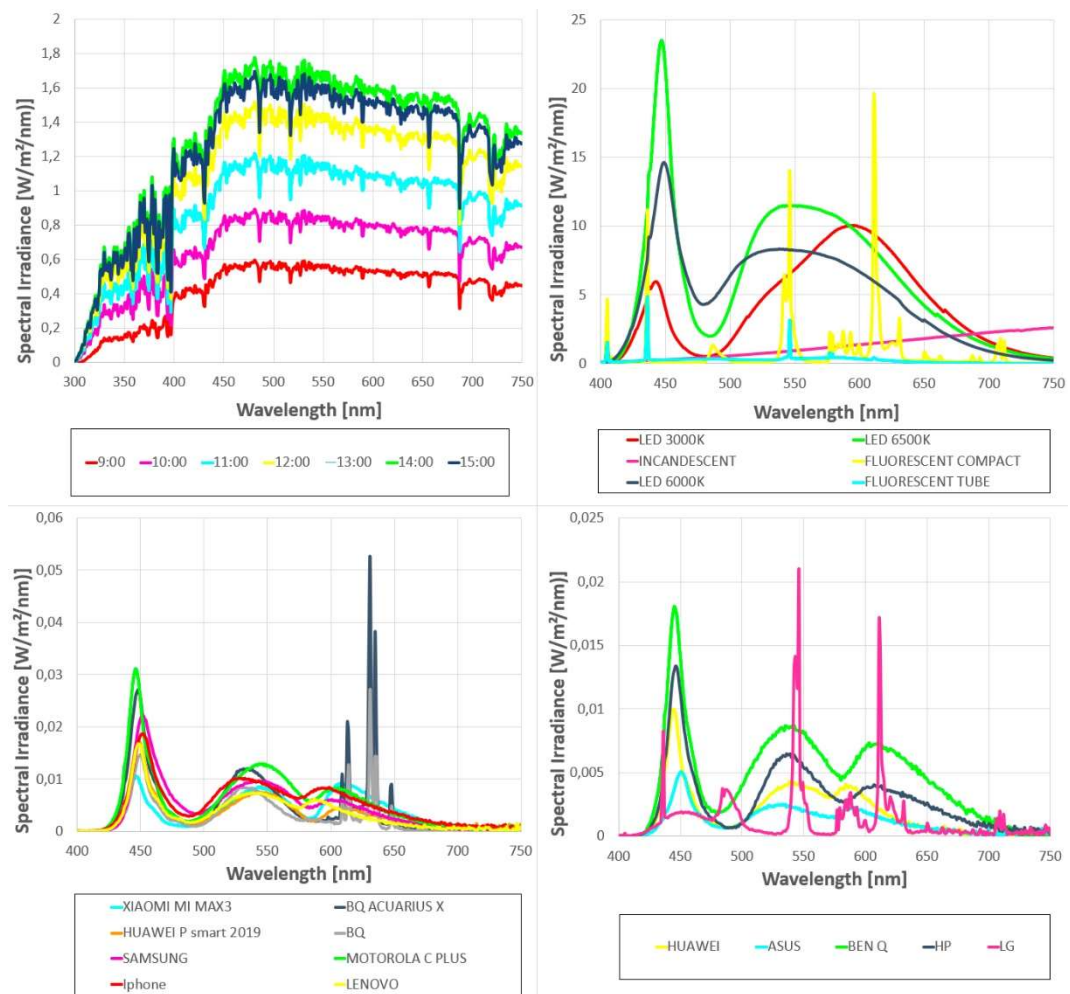 Spectral Irradiance [W/m²/nm)]
2
1,8
1,6
1,4
1,2
1
0,8
0,6
0,4
0,2
0
300 350 400 450 500 550 600 650 700 750
Wavelength [nm]
9:00 10:00 11:00 12:00 13:00 14:00 15:00
Spectral Irradiance [W/m²/nm)]
25
20
15
10
5
0
400 450 500 550 600 650 700 750
Wavelength [nm]
LED 3000K LED 6500K
INCANDESCENT FLUORESCENT COMPACT
LED 6000K FLUORESCENT TUBE
Spectral Irradiance [W/m²/nm)]
0,06
0,05
0,04
0,03
0,02
0,01
0
400 450 500 550 600 650 700 750
Wavelength [nm]
XIAOMI MI MAX3 BQ ACUARIUS X
HUAWEI P smart 2019 BQ
SAMSUNG MOTOROLA C PLUS
Iphone LENOVO
Spectral Irradiance [W/m²/nm)]
0,025
0,02
0,015
0,01
0,005
0
400 450 500 550 600 650 700 750
Wavelength [nm]
HUAWEI ASUS BEN Q HP LG